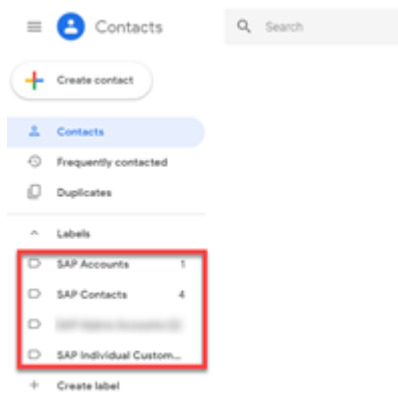 Contacts
Search
Create contact
Contacts
Frequently contacted
Duplicates
Labels
SAP Accounts 1
SAP Contacts 4
SAP Individual Custom...
Create label